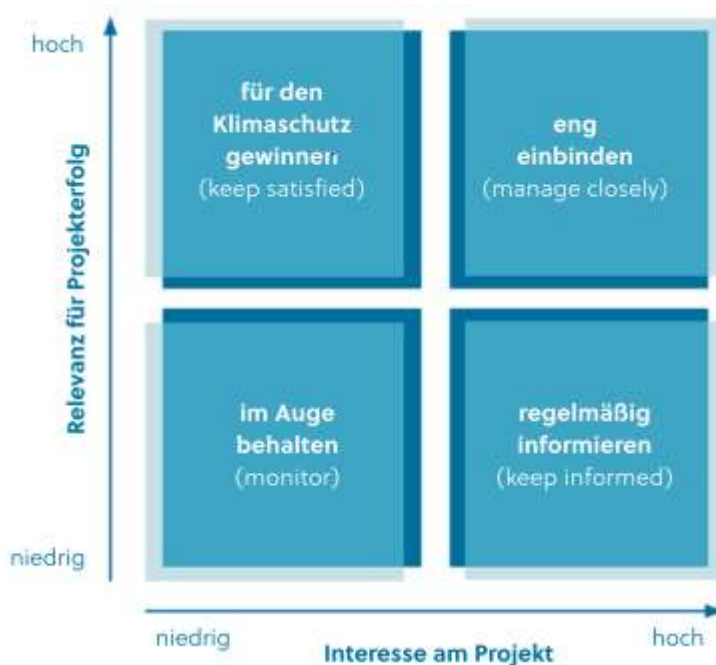 hoch
Relevanz für Projekterfolg
für den
Klimaschutz
gewinnen
(keep satisfied)
eng
einbinden
(manage closely)
im Auge
behalten
(monitor)
regelmäßig
informieren
(keep informed)
niedrig
niedrig
Interesse am Projekt
hoch